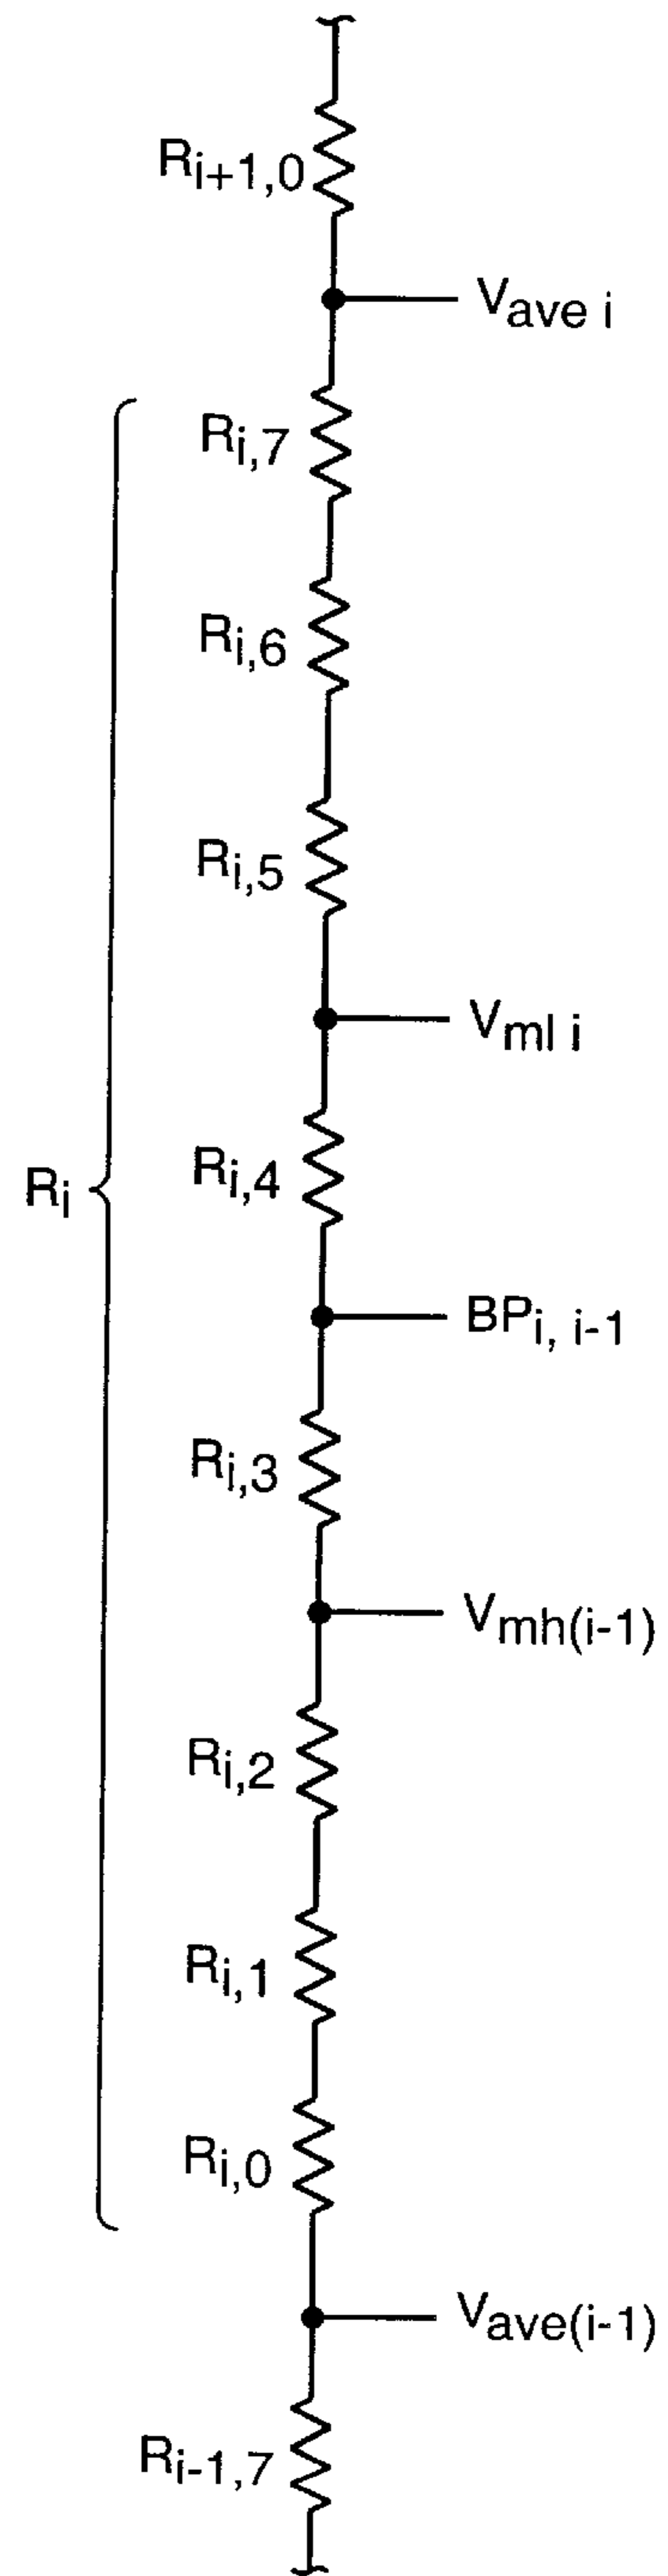 Ri+1,0
Vave i
Ri,7
Ri,6
Ri,5
Vml i
Ri,4
Ri
BPi, i-1
Ri,3
Vmh(i-1)
Ri,2
Ri,1
Ri,0
Vave(i-1)
Ri-1,7